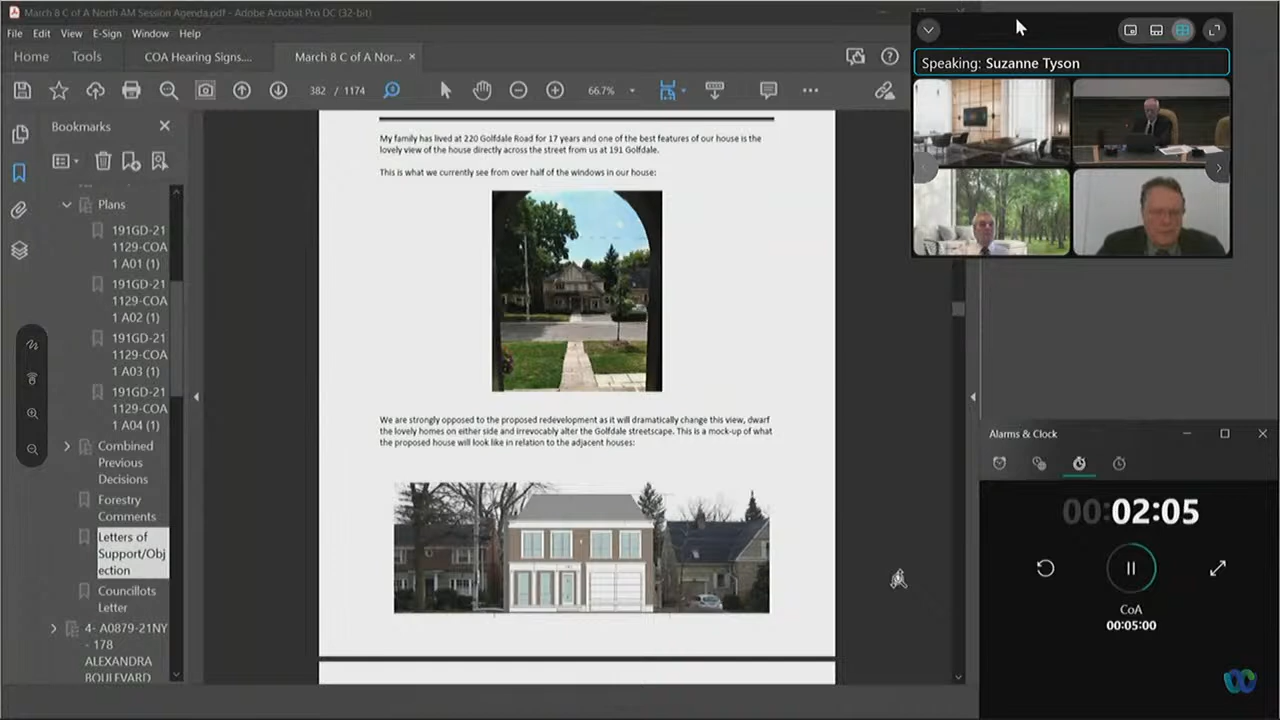 March 8 C of A North AM Session Agenda.pdf - Adobe Acrobat Pro DC (32-bit)
File Edit View E-Sign Window Help
Home Tools COA Hearing Signs.... March 8 C of A Nor... ×
382 / 1174 66.7%
Bookmarks
Plans
191GD-21
1129-COA
1 A01 (1)
191GD-21
1129-COA
1 A02 (1)
191GD-21
1129-COA
1 A03 (1)
191GD-21
1129-COA
1 A04 (1)
Combined
Previous
Decisions
Forestry
Comments
Letters of
Support/Obj
ection
Councillots
Letter
4- A0879-21NY
- 178
ALEXANDRA
BOULEVARD
My family has lived at 220 Golfdale Road for 17 years and one of the best features of our house is the
lovely view of the house directly across the street from us at 191 Golfdale.
This is what we currently see from over half of the windows in our house:
We are strongly opposed to the proposed redevelopment as it will dramatically change this view, dwarf
the lovely homes on either side and irrevocably alter the Golfdale streetscape. This is a mock-up of what
the proposed house will look like in relation to the adjacent houses:
Speaking: Suzanne Tyson
Alarms & Clock
00:02:05
CoA
00:05:00